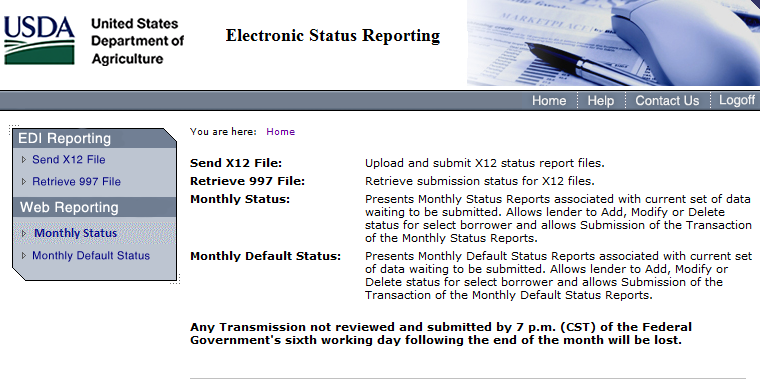 USDA
United States
Department of
Agriculture
Electronic Status Reporting
MARKETPLACE
Home
Help
Contact Us
Logoff
EDI Reporting
Send X12 File
Retrieve 997 File
Web Reporting
Monthly Status
Monthly Default Status
You are here: Home
Send X12 File: Upload and submit X12 status report files.
Retrieve 997 File: Retrieve submission status for X12 files.
Monthly Status: Presents Monthly Status Reports associated with current set of data
waiting to be submitted. Allows lender to Add, Modify or Delete
status for select borrower and allows Submission of the Transaction
of the Monthly Status Reports.
Monthly Default Status: Presents Monthly Default Status Reports associated with current set
of data waiting to be submitted. Allows lender to Add, Modify or
Delete status for select borrower and allows Submission of the
Transaction of the Monthly Default Status Reports.
Any Transmission not reviewed and submitted by 7 p.m. (CST) of the Federal
Government's sixth working day following the end of the month will be lost.